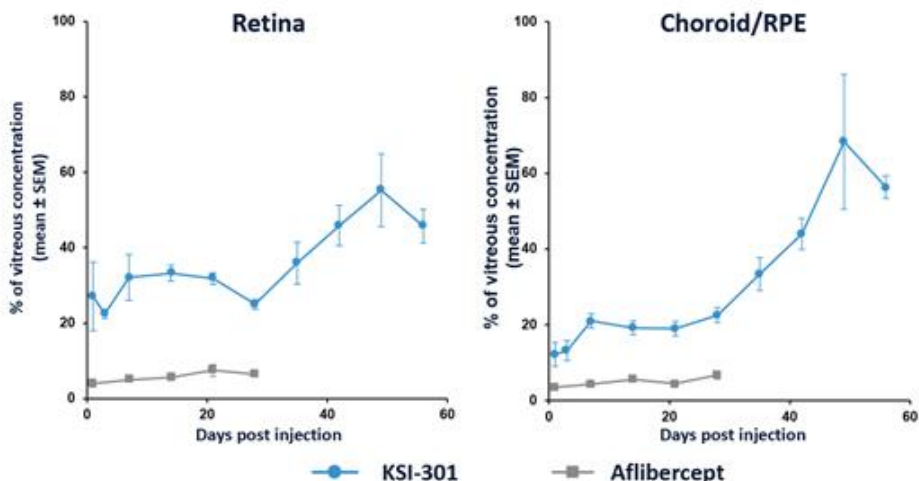 Retina
% of vitreous concentration
(mean ± SEM)
100
80
60
40
20
0
0 20 40 60
Days post injection
Choroid/RPE
% of vitreous concentration
(mean ± SEM)
100
80
60
40
20
0
0 20 40 60
Days post injection
KSI-301 Aflibercept